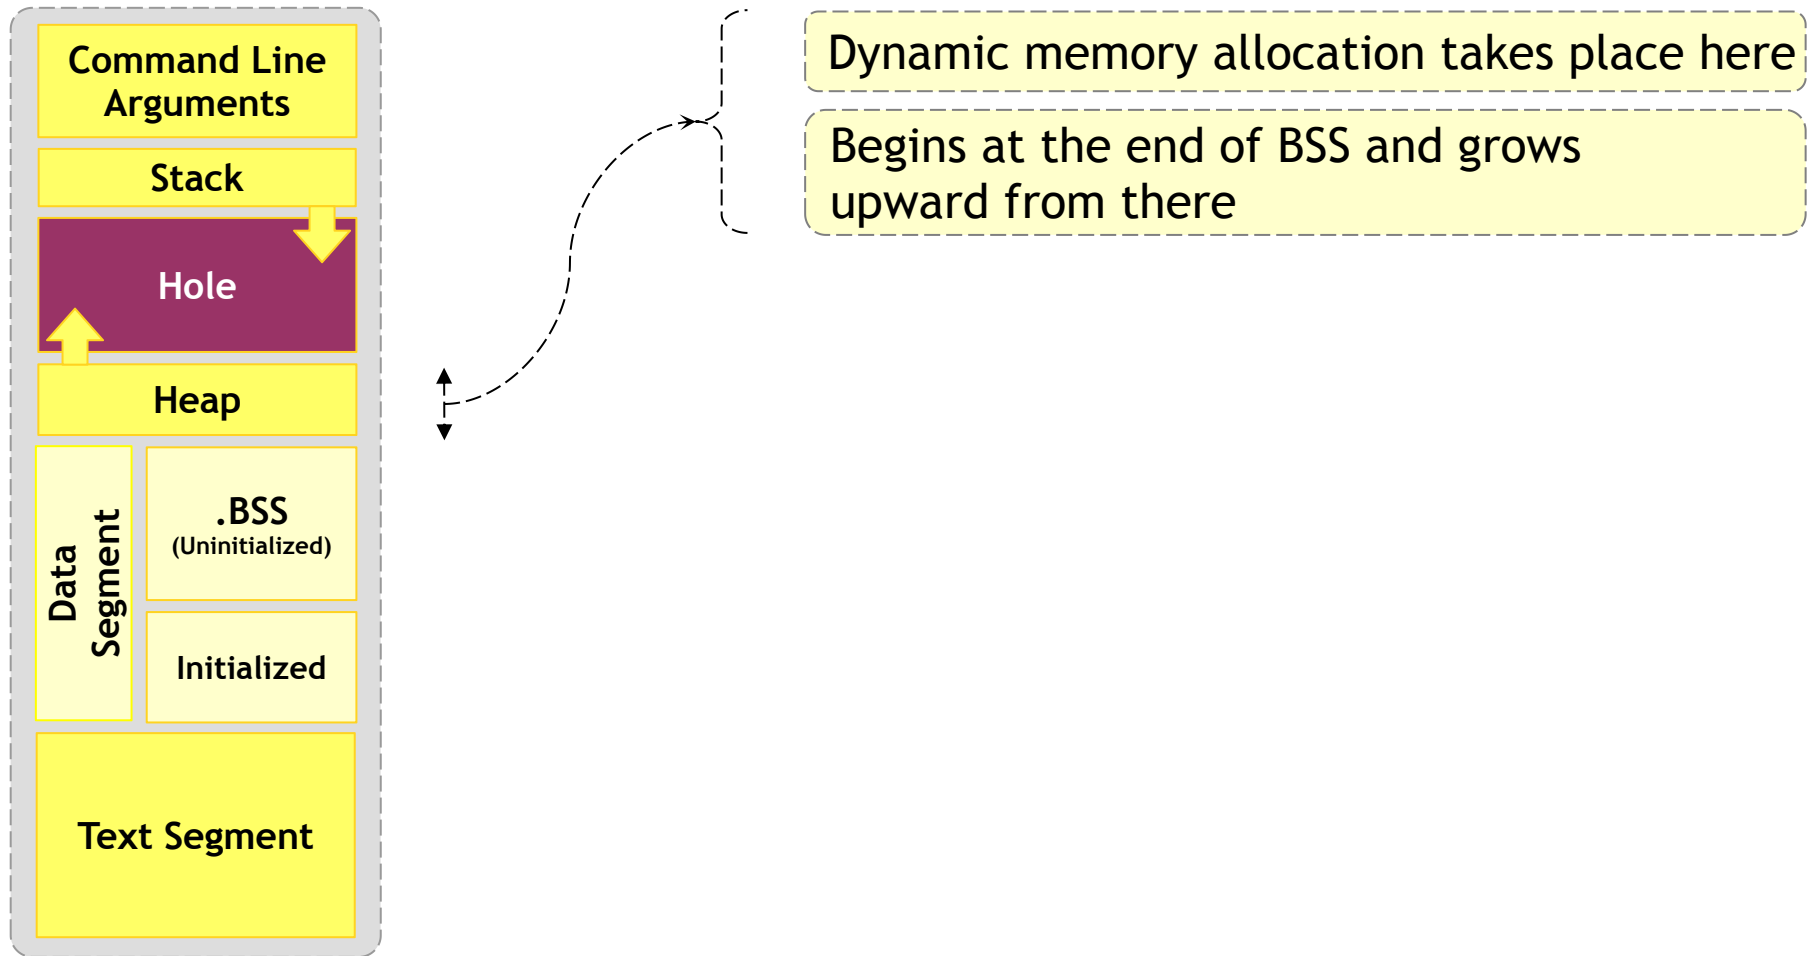 Command Line
Arguments
Stack
Hole
Heap
Data
Segment
.BSS
(Uninitialized)
Initialized
Text Segment
Dynamic memory allocation takes place here
Begins at the end of BSS and grows
upward from there